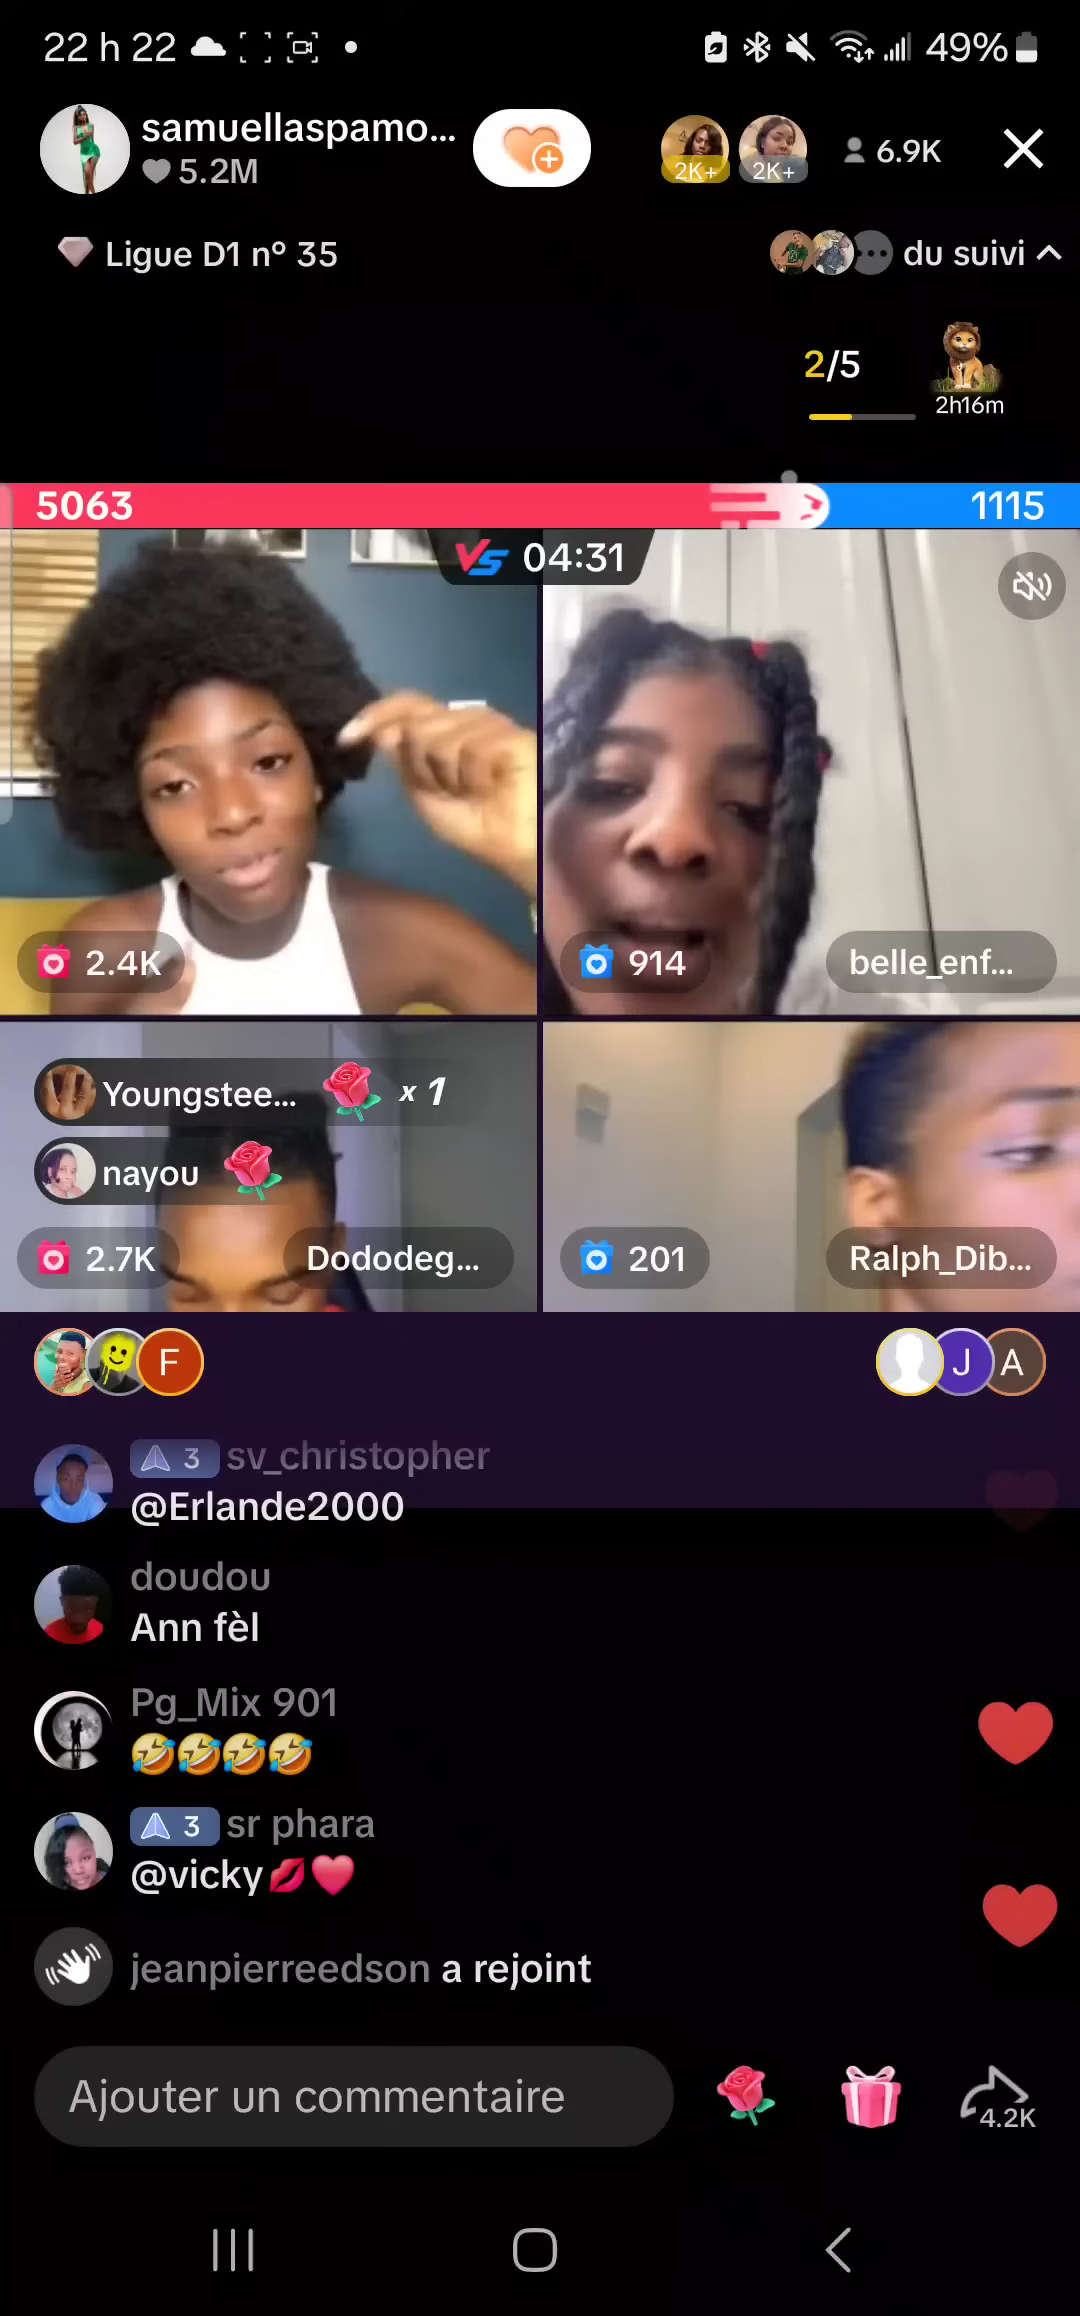 22 h 22
49%
samuellaspamo...
5.2M
2K+
2K+
6.9K
Ligue D1 nº 35
du suivi
2/5
2h16m
5063
1115
VS 04:31
2.4K
914
belle_enf...
Youngstee...
x 1
nayou
2.7K
Dododeg...
201
Ralph_Dib...
F
J
A
3 sv_christopher
@Erlande2000
doudou
Ann fèl
Pg_Mix 901
🤣🤣🤣🤣
3 sr phara
@vicky💋❤️
jeanpierreedson a rejoint
Ajouter un commentaire
4.2K